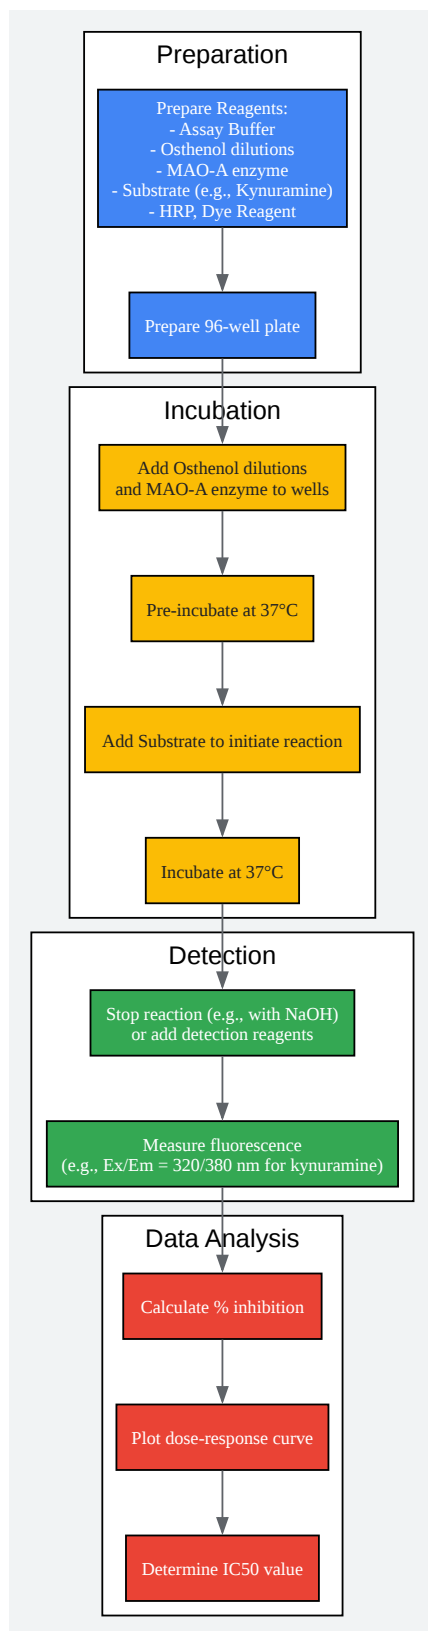 Preparation
Prepare Reagents:
- Assay Buffer
- Osthenol dilutions
- MAO-A enzyme
- Substrate (e.g., Kynuramine)
- HRP, Dye Reagent
Prepare 96-well plate
Incubation
Add Osthenol dilutions
and MAO-A enzyme to wells
Pre-incubate at 37°C
Add Substrate to initiate reaction
Incubate at 37°C
Detection
Stop reaction (e.g., with NaOH)
or add detection reagents
Measure fluorescence
(e.g., Ex/Em = 320/380 nm for kynuramine)
Data Analysis
Calculate % inhibition
Plot dose-response curve
Determine IC50 value